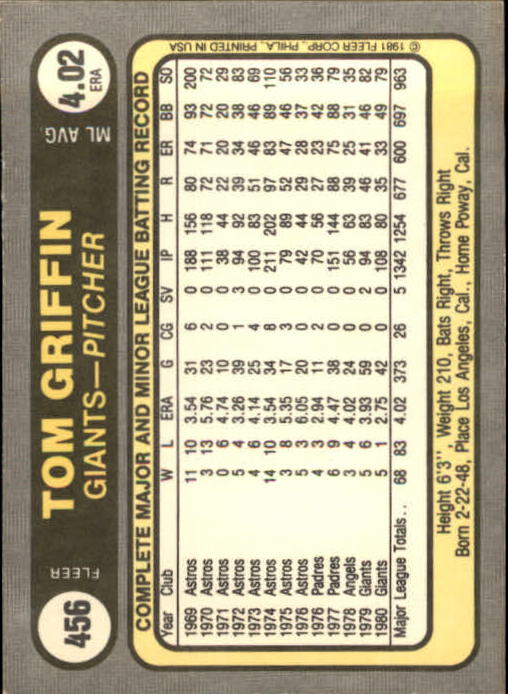 456
FLEER
TOM GRIFFIN
GIANTS—PITCHER
ML AVG.
4.02
ERA
COMPLETE MAJOR AND MINOR LEAGUE BATTING RECORD
Year Club W L ERA G CG SV IP H R ER BB SO
1969 Astros 11 10 3.54 31 6 0 188 156 80 74 93 200
1970 Astros 3 13 5.76 23 2 0 111 118 72 71 72 72
1971 Astros 0 6 4.74 10 0 0 38 44 22 20 20 29
1972 Astros 5 4 3.26 39 1 3 94 92 39 34 38 83
1973 Astros 4 6 4.14 25 4 0 100 83 51 46 46 69
1974 Astros 14 10 3.54 34 8 0 211 202 97 83 89 110
1975 Astros 3 8 5.35 17 3 0 79 89 52 47 46 56
1976 Astros 5 3 6.05 20 0 0 42 44 29 28 37 33
1976 Padres 4 3 2.94 11 2 0 70 56 27 23 42 36
1977 Padres 6 9 4.47 38 0 0 151 144 88 75 88 79
1978 Angels 3 4 4.02 24 0 0 56 63 39 25 31 35
1979 Giants 5 6 3.93 59 0 2 94 83 46 41 46 82
1980 Giants 5 1 2.75 42 0 0 108 80 35 33 49 79
Major League Totals.. 68 83 4.02 373 26 5 1342 1254 677 600 697 963
Height 6'3'', Weight 210, Bats Right, Throws Right
Born 2-22-48, Place Los Angeles, Cal., Home Poway, Cal.
© 1981 FLEER CORP., PHILA., PRINTED IN USA